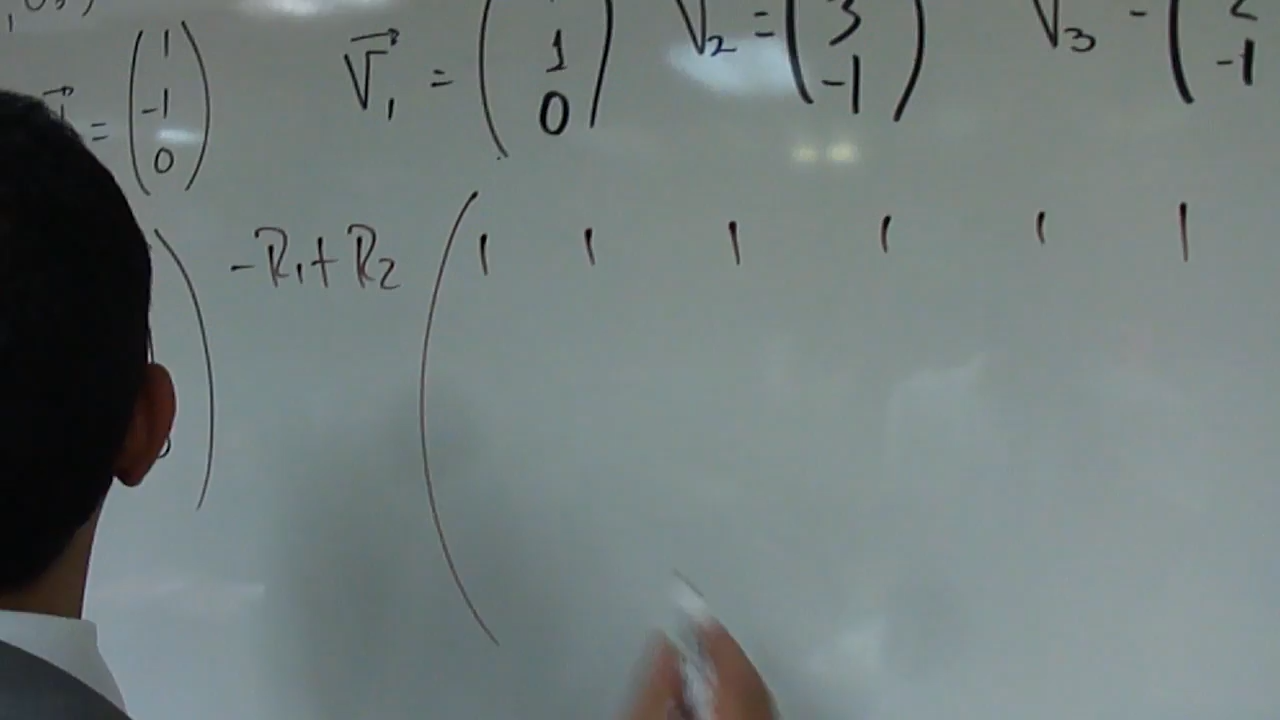 = ( 1 -1 0 ) V₁ = ( 1 0 ) V₂ = ( 3 -1 ) V₃ - ( 2 -1
) -R₁+R₂ ( 1 1 1 1 1 1